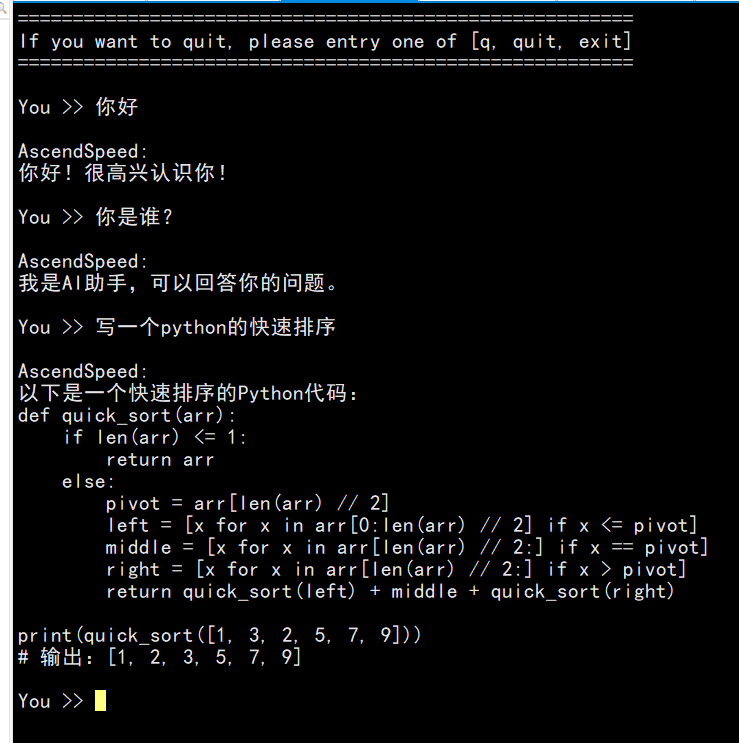 ========================================================
If you want to quit, please entry one of [q, quit, exit]
========================================================
You >> 你好
AscendSpeed:
你好！很高兴认识你！
You >> 你是谁？
AscendSpeed:
我是AI助手，可以回答你的问题。
You >> 写一个python的快速排序
AscendSpeed:
以下是一个快速排序的Python代码：
def quick_sort(arr):
    if len(arr) <= 1:
        return arr
    else:
        pivot = arr[len(arr) // 2]
        left = [x for x in arr[0:len(arr) // 2] if x <= pivot]
        middle = [x for x in arr[len(arr) // 2:] if x == pivot]
        right = [x for x in arr[len(arr) // 2:] if x > pivot]
        return quick_sort(left) + middle + quick_sort(right)
print(quick_sort([1, 3, 2, 5, 7, 9]))
# 输出：[1, 2, 3, 5, 7, 9]
You >>